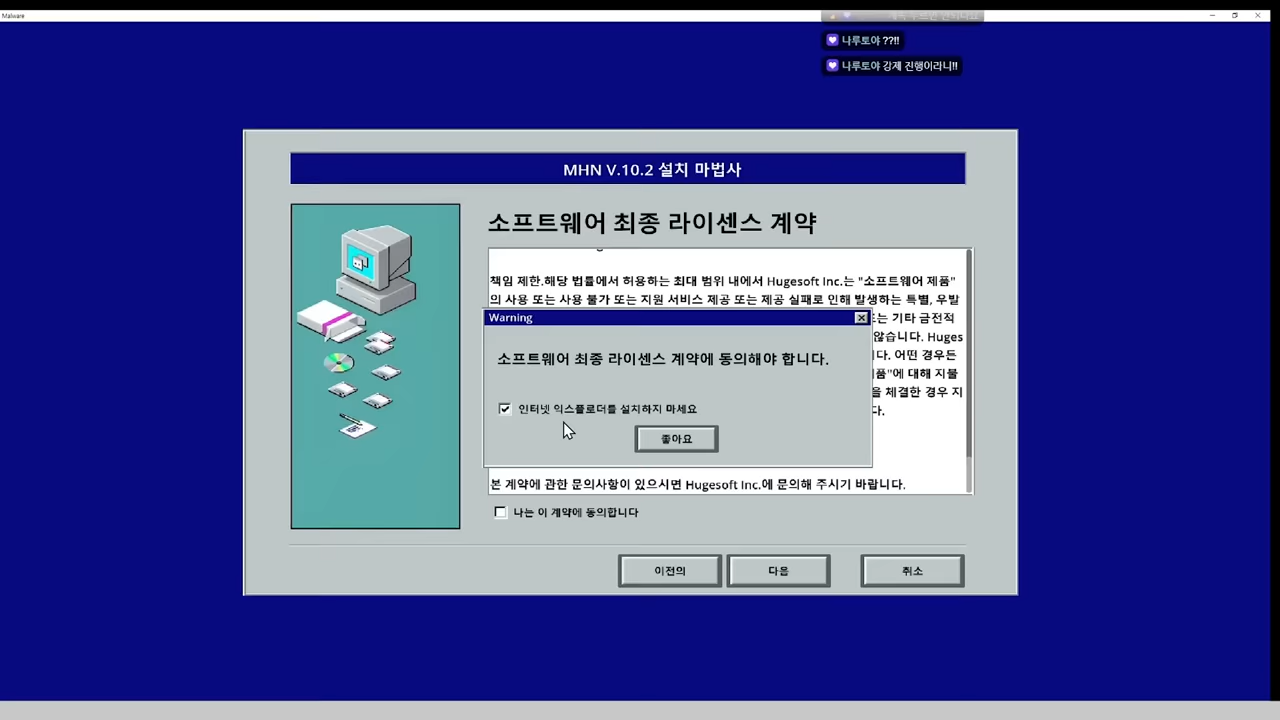 Malware
나루토야 ??!!
나루토야 강제 진행이라니!!
MHN V.10.2 설치 마법사
소프트웨어 최종 라이센스 계약
책임 제한.해당 법률에서 허용하는 최대 범위 내에서 Hugesoft Inc.는 "소프트웨어 제품"
의 사용 또는 사용 불가 또는 지원 서비스 제공 또는 제공 실패로 인해 발생하는 특별, 우발
Warning
또는 기타 금전적
않습니다. Huges
다. 어떤 경우든
품"에 대해 지불
을 체결한 경우 지
다.
소프트웨어 최종 라이센스 계약에 동의해야 합니다.
인터넷 익스플로더를 설치하지 마세요
좋아요
본 계약에 관한 문의사항이 있으시면 Hugesoft Inc.에 문의해 주시기 바랍니다.
나는 이 계약에 동의합니다
이전의
다음
취소